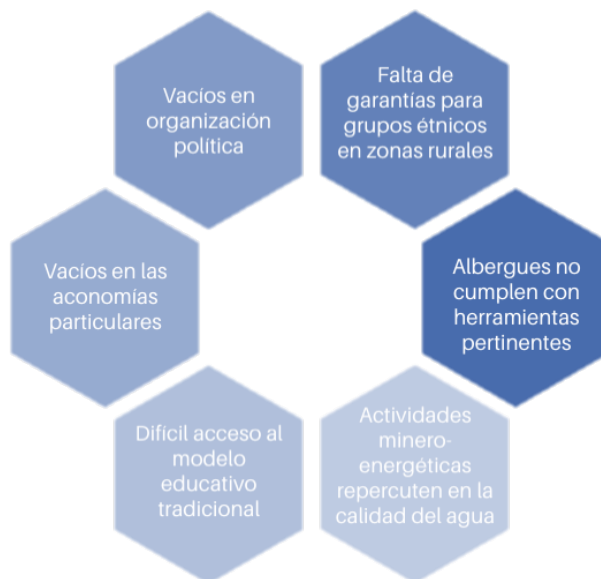 Vacíos en
organización
política
Falta de
garantías para
grupos étnicos
en zonas rurales
Vacíos en las
aconomías
particulares
Albergues no
cumplen con
herramientas
pertinentes
Difícil acceso al
modelo
educativo
tradicional
Actividades
minero-
energéticas
repercuten en la
calidad del agua